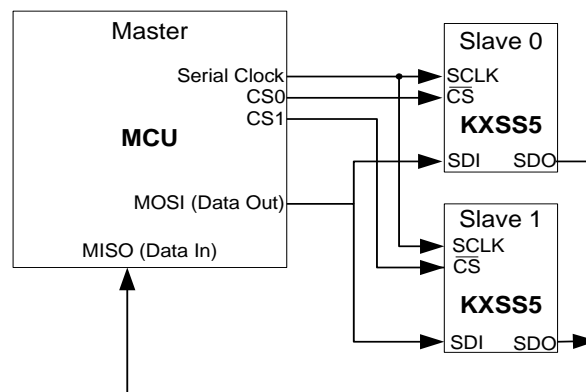 Master
Serial Clock
CS0
CS1
MCU
MOSI (Data Out)
MISO (Data In)
Slave 0
SCLK
CS
KXSS5
SDI SDO
Slave 1
SCLK
CS
KXSS5
SDI SDO